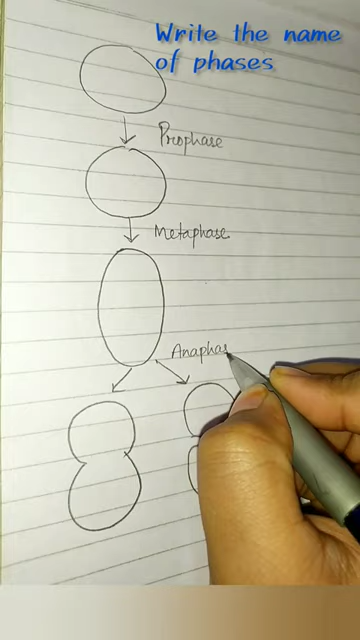 Write the name
of phases
Prophase
Metaphase
Anaphas